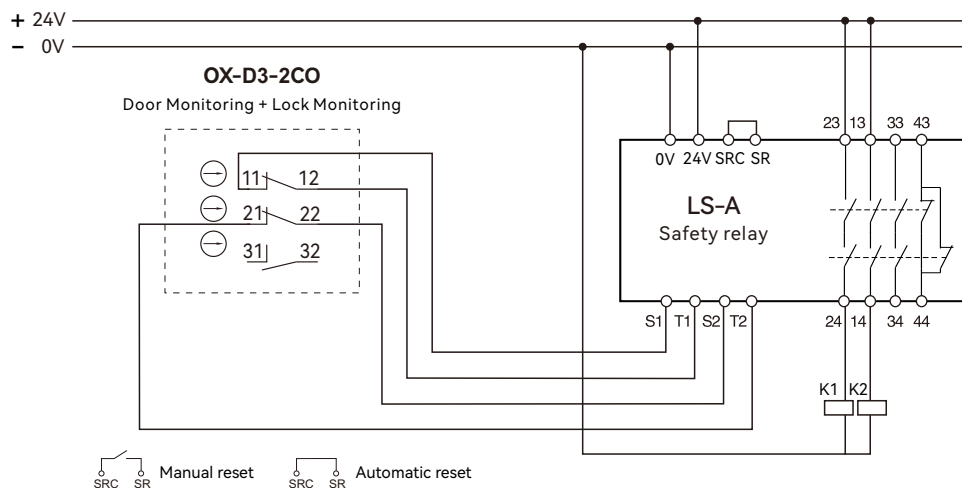 + 24V
- 0V
OX-D3-2CO
Door Monitoring + Lock Monitoring
11 12
21 22
31 32
23 13 33 43
0V 24V SRC SR
LS-A
Safety relay
S1 T1 S2 T2
24 14 34 44
K1 K2
SRC SR Manual reset
SRC SR Automatic reset